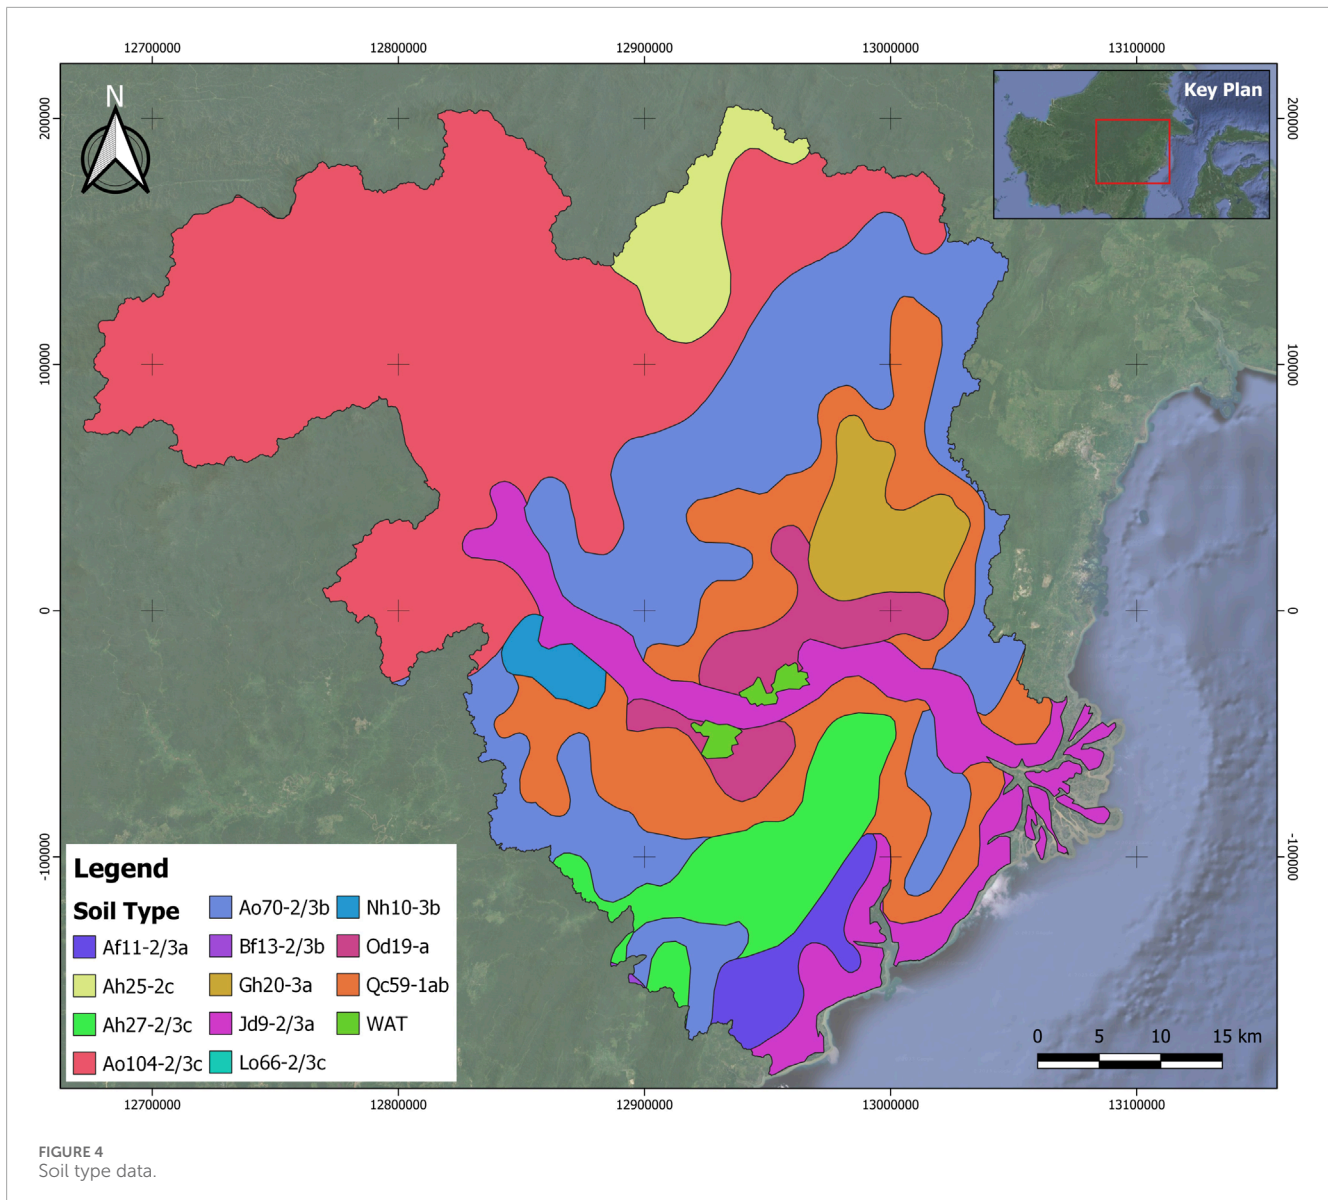 12700000 12800000 12900000 13000000 13100000
N
Key Plan
200000 200000
100000 100000
0 0
-100000 -100000
Legend
Soil Type
Af11-2/3a
Ah25-2c
Ah27-2/3c
Ao104-2/3c
Ao70-2/3b
Bf13-2/3b
Gh20-3a
Jd9-2/3a
Lo66-2/3c
Nh10-3b
Od19-a
Qc59-1ab
WAT
0 5 10 15 km
12700000 12800000 12900000 13000000 13100000
FIGURE 4
Soil type data.